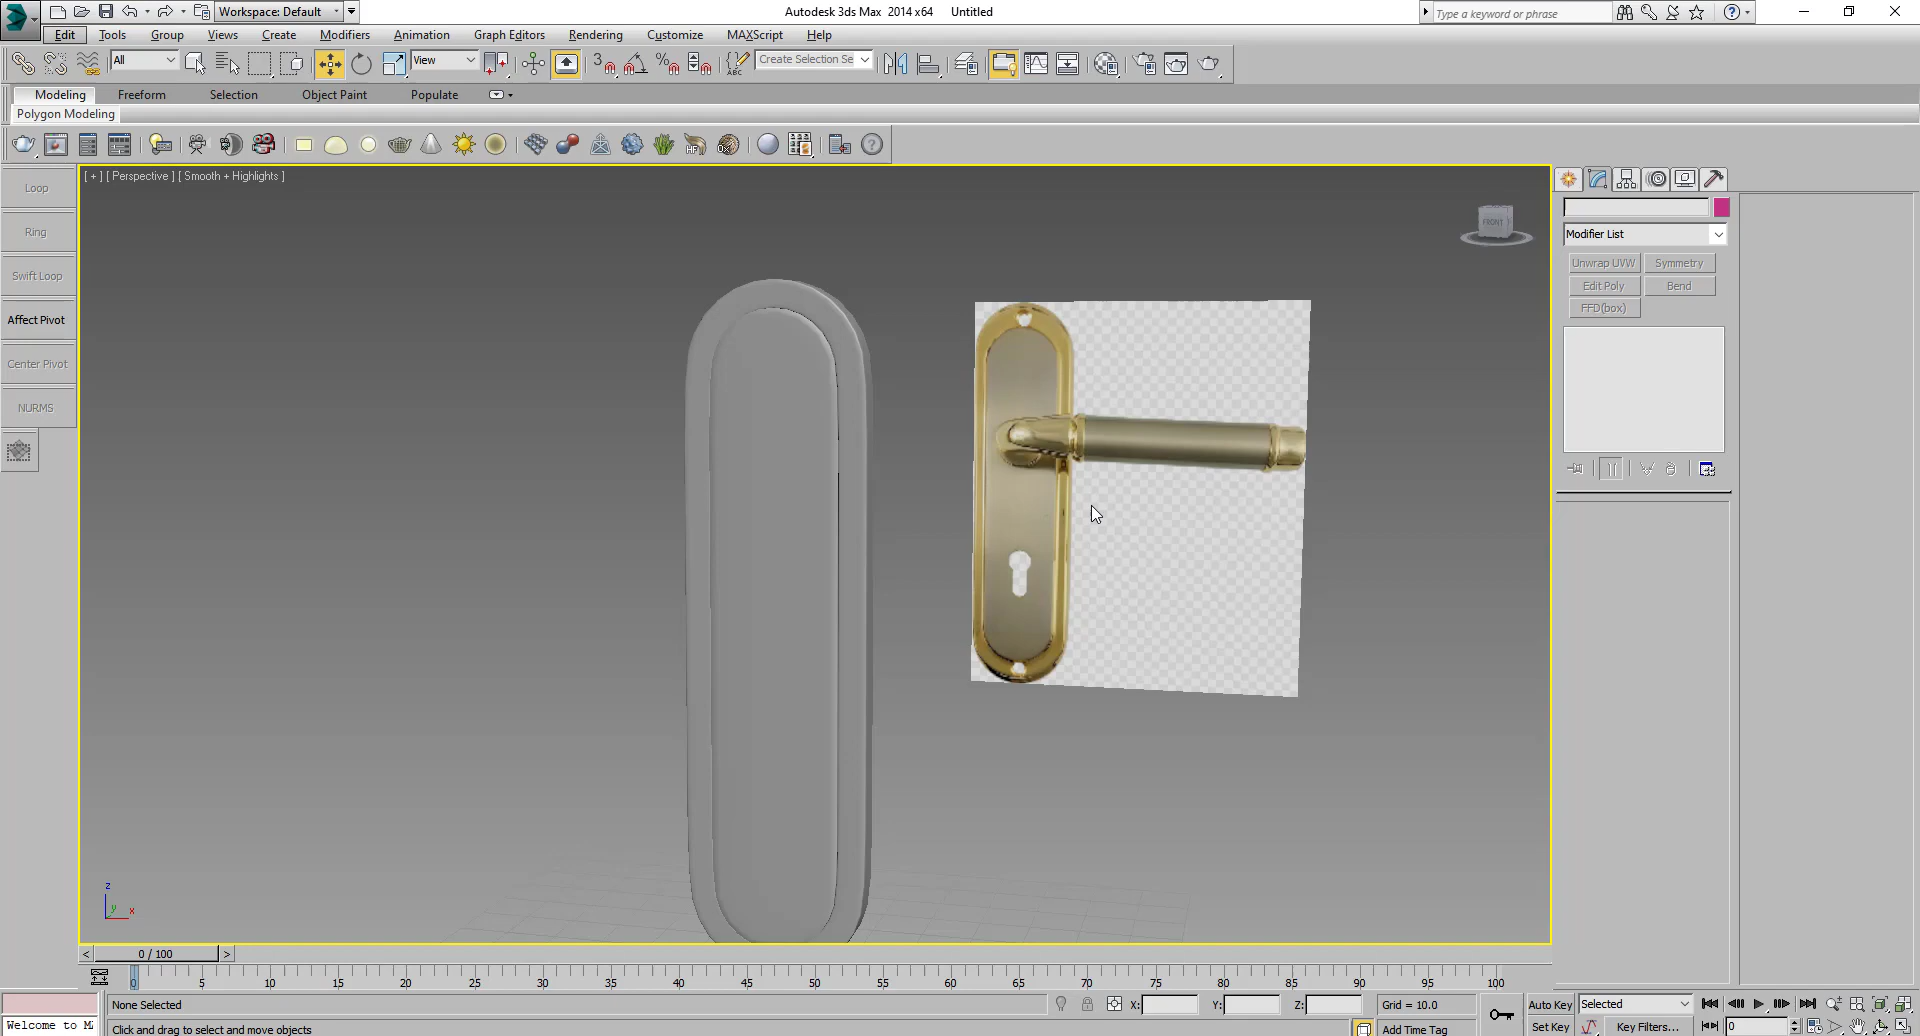 Workspace: Default
Autodesk 3ds Max 2014 x64 Untitled
Type a keyword or phrase
Edit Tools Group Views Create Modifiers Animation Graph Editors Rendering Customize MAXScript Help
All View Create Selection Se
Modeling Freeform Selection Object Paint Populate
Polygon Modeling
[ + ] [ Perspective ] [ Smooth + Highlights ]
FRONT
Loop
Ring
Swift Loop
Affect Pivot
Center Pivot
NURMS
Modifier List
Unwrap UVW Symmetry
Edit Poly Bend
FFD(box)
z
y x
< 0 / 100 >
0 5 10 15 20 25 30 35 40 45 50 55 60 65 70 75 80 85 90 95 100
None Selected X: Y: Z: Grid = 10.0 Auto Key Selected
Welcome to M Click and drag to select and move objects Add Time Tag Set Key Key Filters... 0